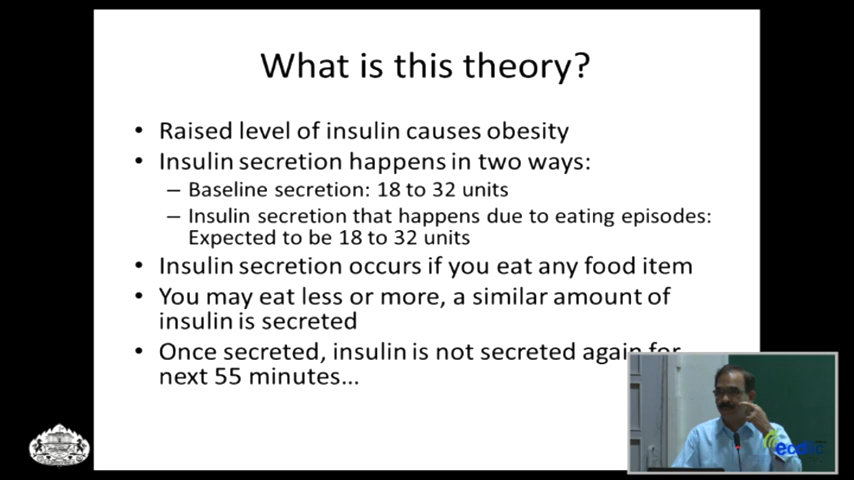 What is this theory?
• Raised level of insulin causes obesity
• Insulin secretion happens in two ways:
– Baseline secretion: 18 to 32 units
– Insulin secretion that happens due to eating episodes:
Expected to be 18 to 32 units
• Insulin secretion occurs if you eat any food item
• You may eat less or more, a similar amount of
insulin is secreted
• Once secreted, insulin is not secreted again for
next 55 minutes...